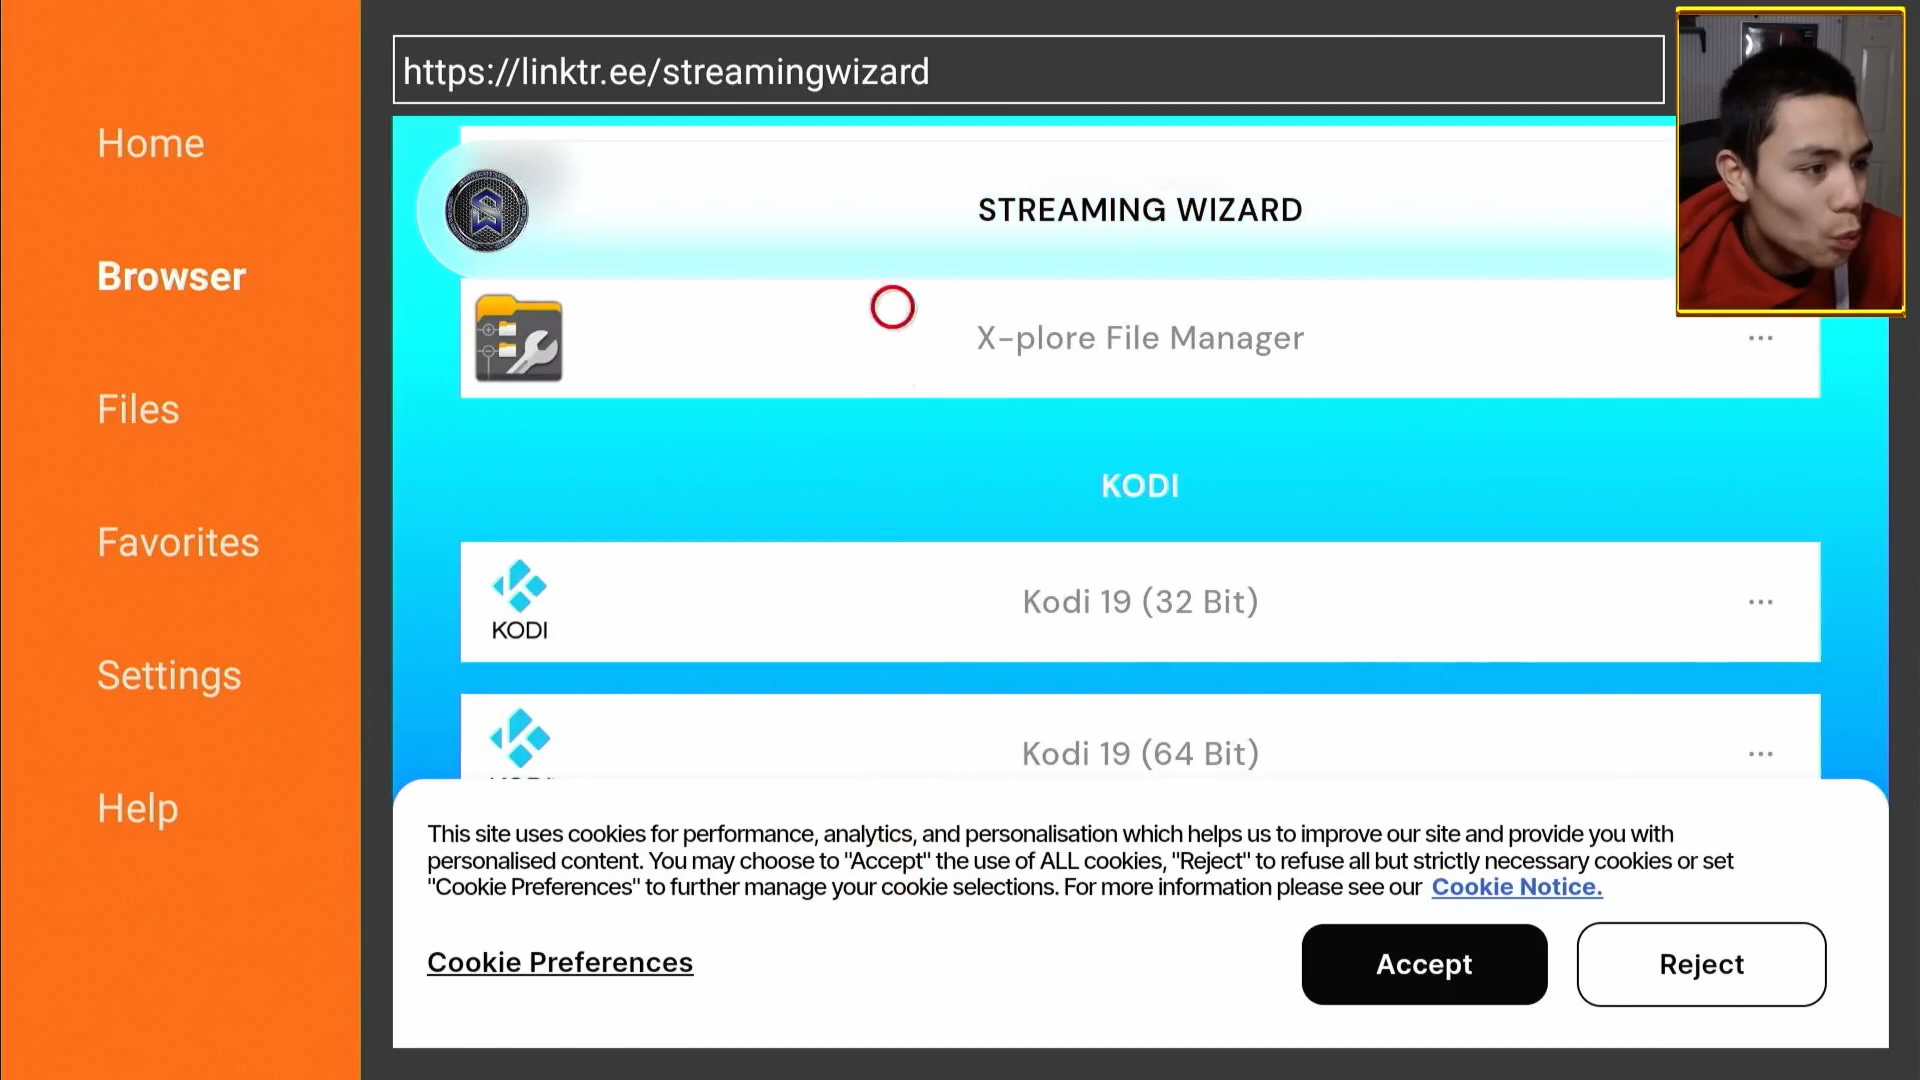 https://linktr.ee/streamingwizard
Home
Browser
Files
Favorites
Settings
Help
STREAMING WIZARD
X-plore File Manager
KODI
KODI
Kodi 19 (32 Bit)
Kodi 19 (64 Bit)
This site uses cookies for performance, analytics, and personalisation which helps us to improve our site and provide you with
personalised content. You may choose to "Accept" the use of ALL cookies, "Reject" to refuse all but strictly necessary cookies or set
"Cookie Preferences" to further manage your cookie selections. For more information please see our Cookie Notice.
Cookie Preferences
Accept
Reject